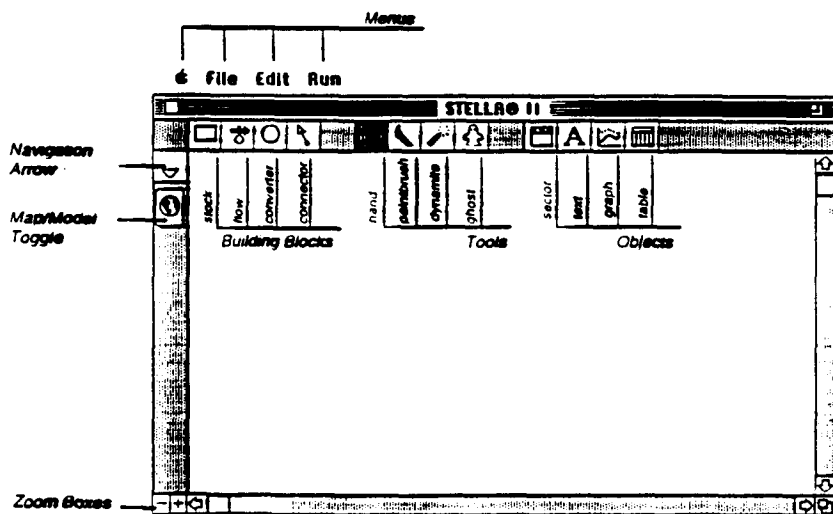 Menus
File Edit Run
STELLA® II
A
Navigation
Arrow
Map/Model
Toggle
stock
flow
converter
connector
hand
paintbrush
dynamite
ghost
sector
text
graph
table
Building Blocks
Tools
Objects
Zoom Boxes
- +